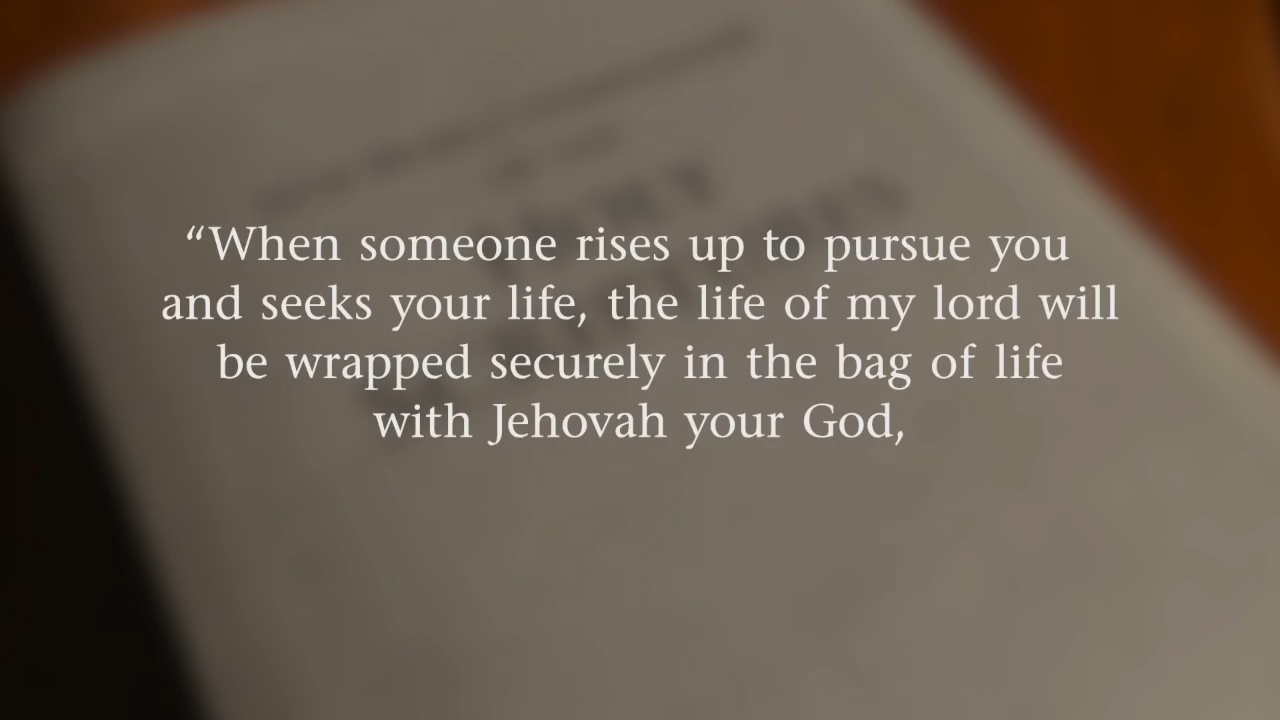 “When someone rises up to pursue you
and seeks your life, the life of my lord will
be wrapped securely in the bag of life
with Jehovah your God,